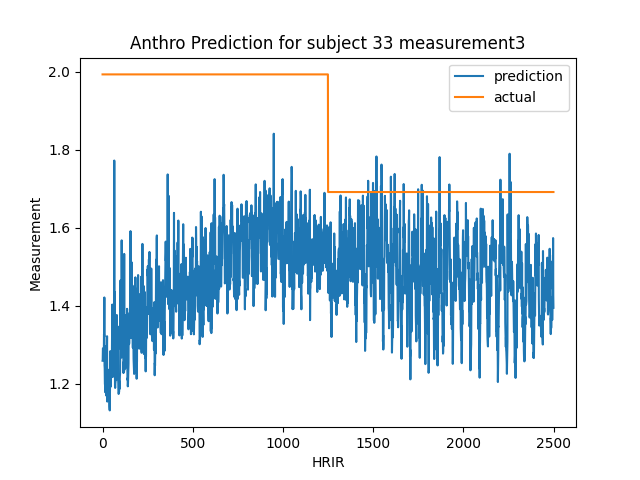 Anthro Prediction for subject 33 measurement3
prediction
actual
Measurement
2.0
1.8
1.6
1.4
1.2
0
500
1000
1500
2000
2500
HRIR